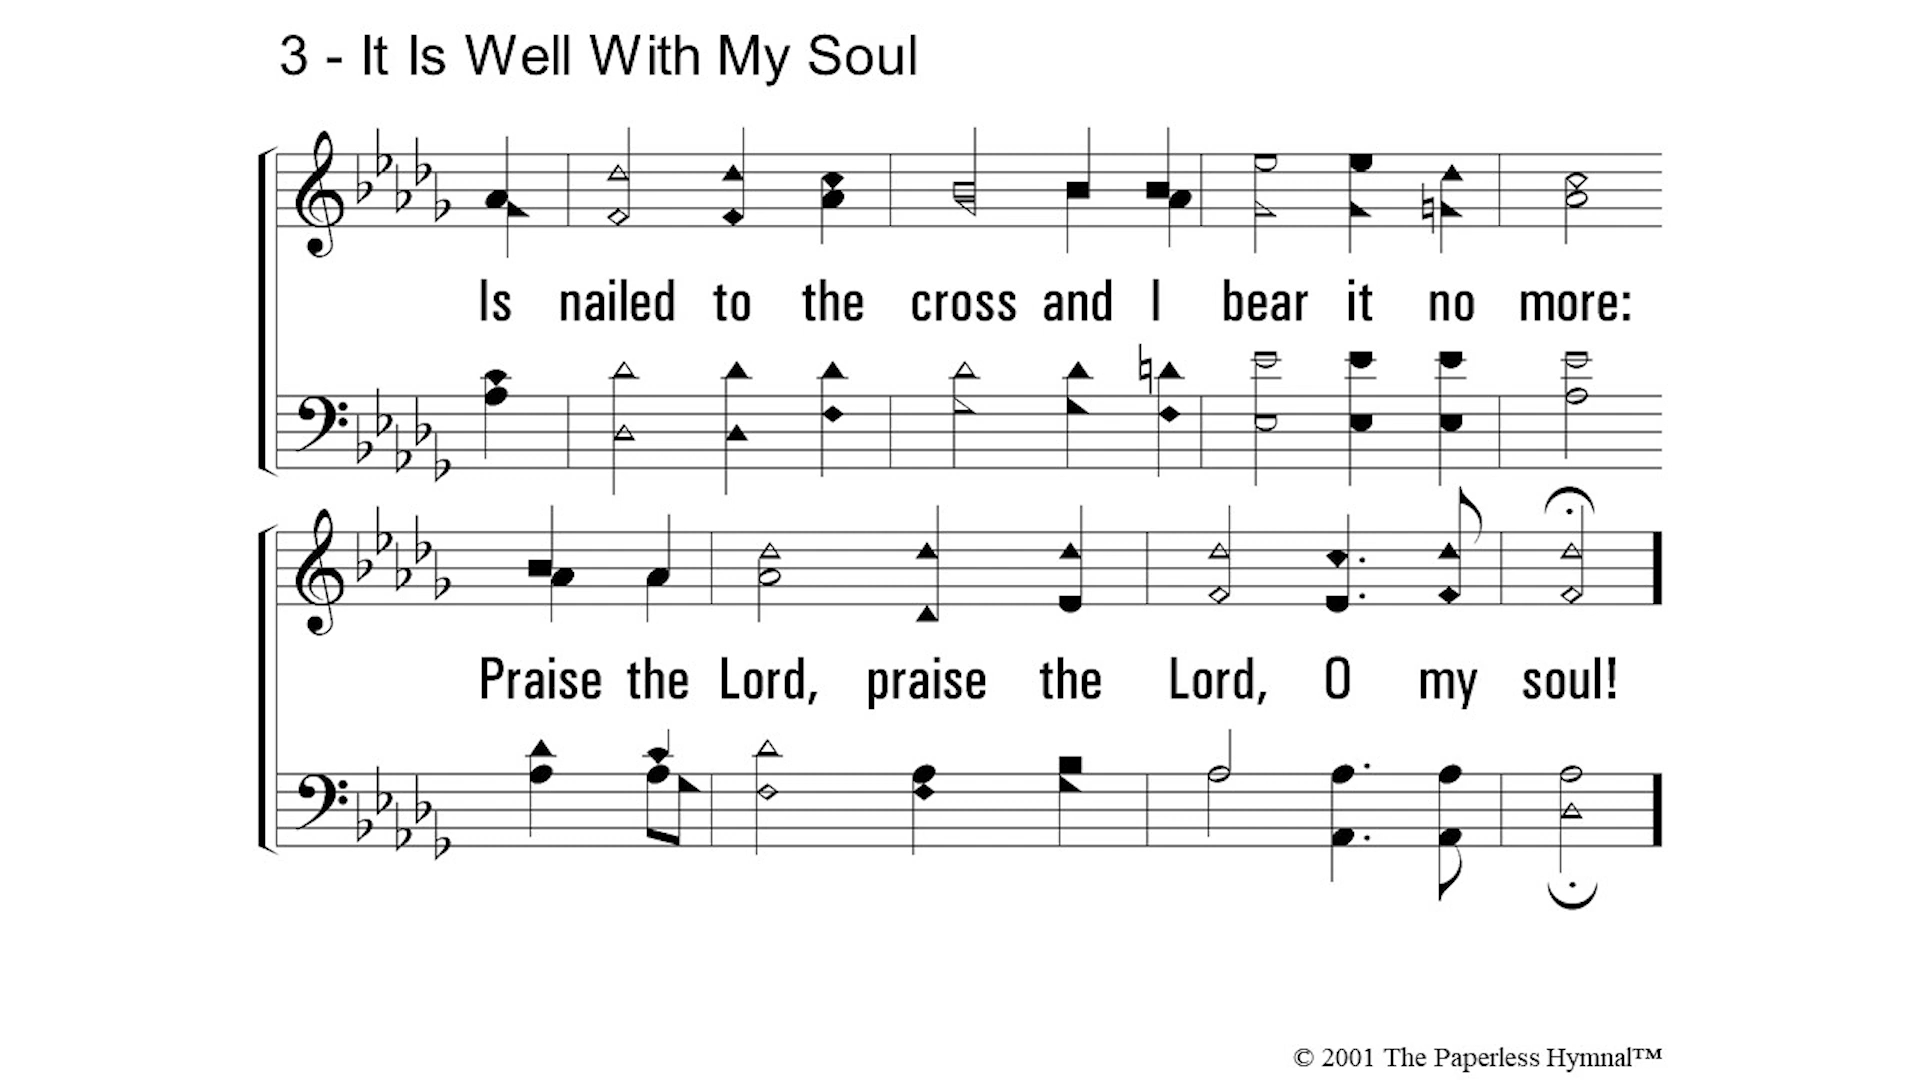 3 - It Is Well With My Soul
Is nailed to the cross and I bear it no more:
Praise the Lord, praise the Lord, O my soul!
© 2001 The Paperless Hymnal™